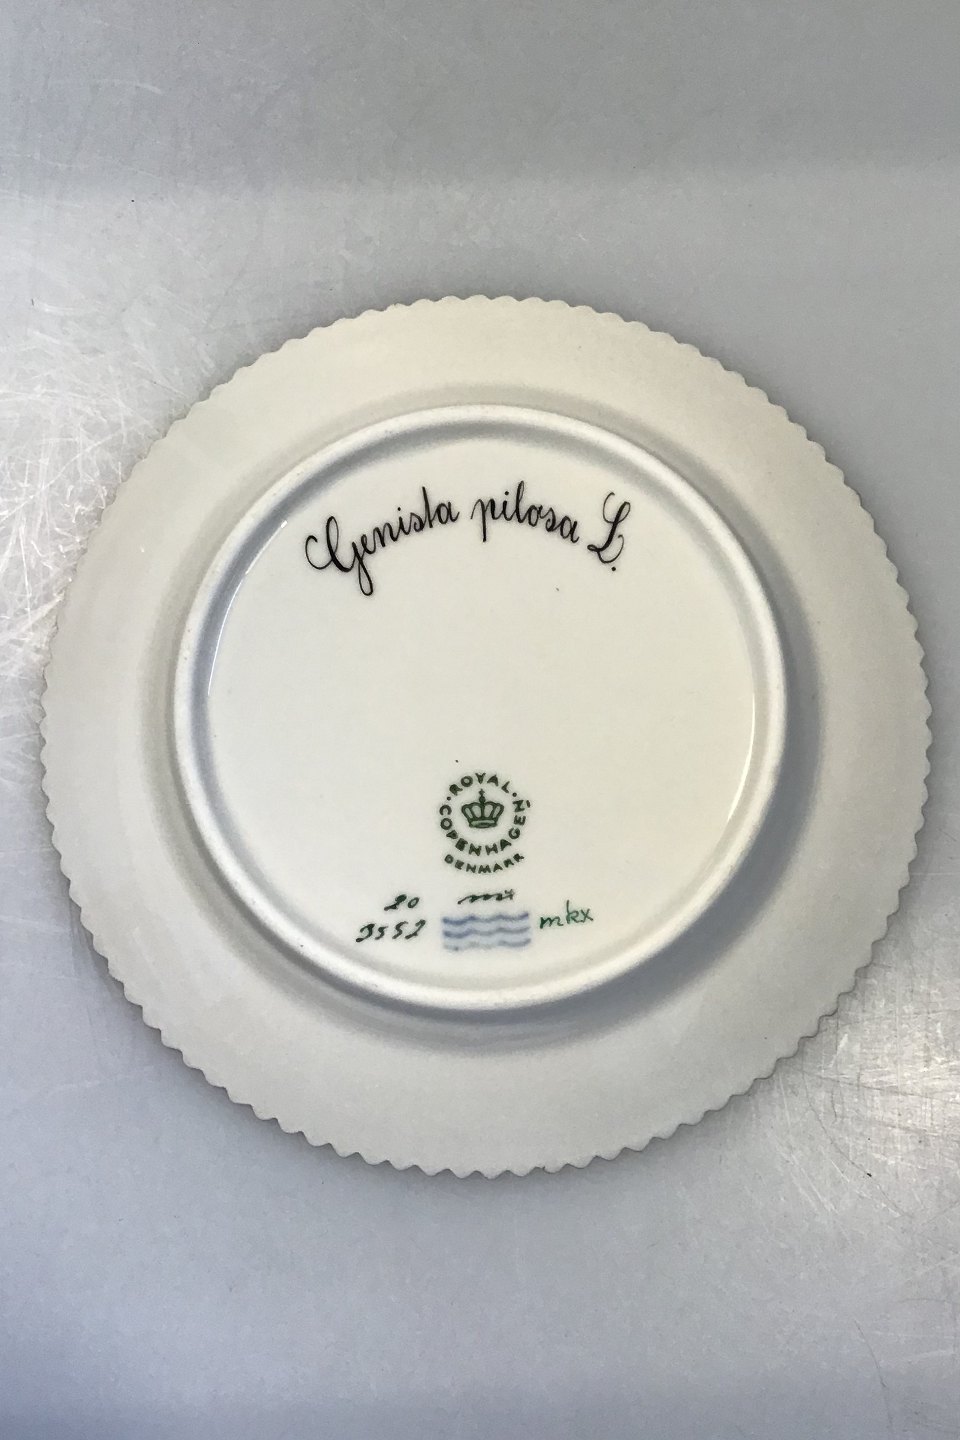 Genista pilosa L.
ROYAL COPENHAGEN
DENMARK
20
3552
mkx